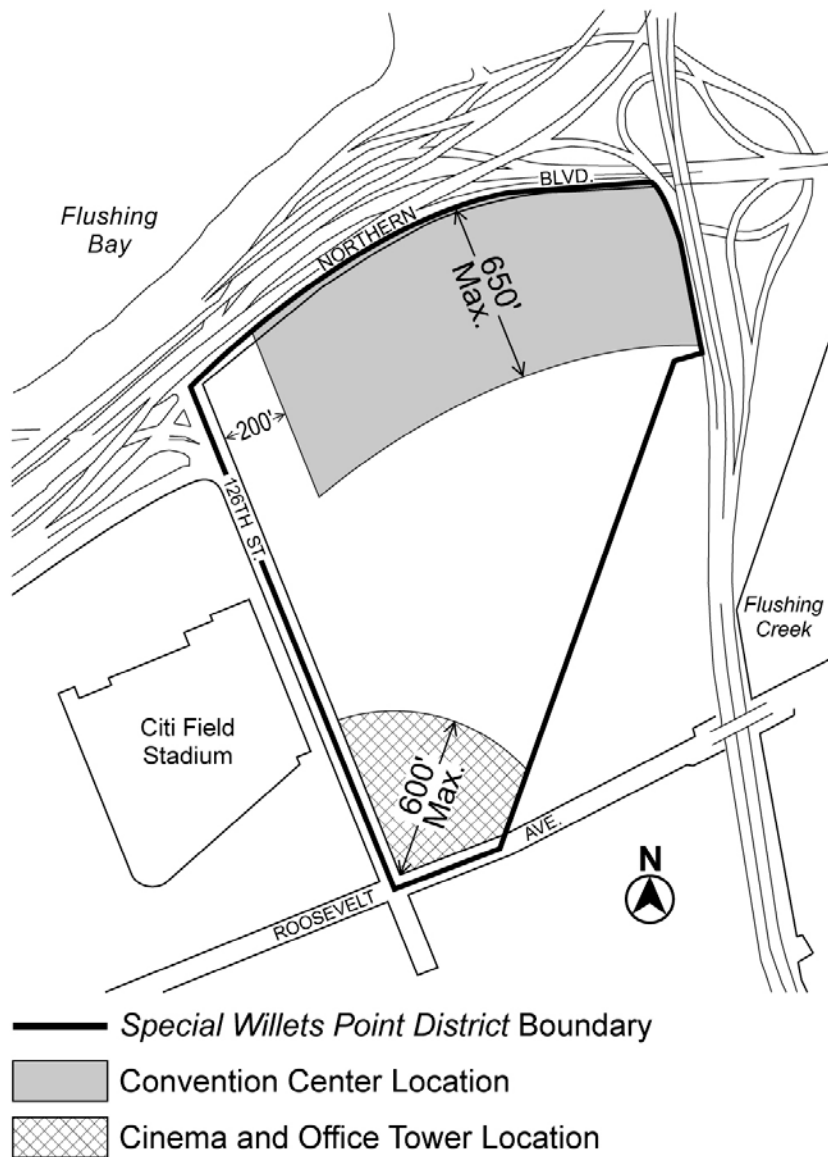 Flushing
Bay
NORTHERN
BLVD.
650'
Max.
200'
126TH ST.
Flushing
Creek
Citi Field
Stadium
600'
Max.
AVE.
ROOSEVELT
N
Special Willets Point District Boundary
Convention Center Location
Cinema and Office Tower Location